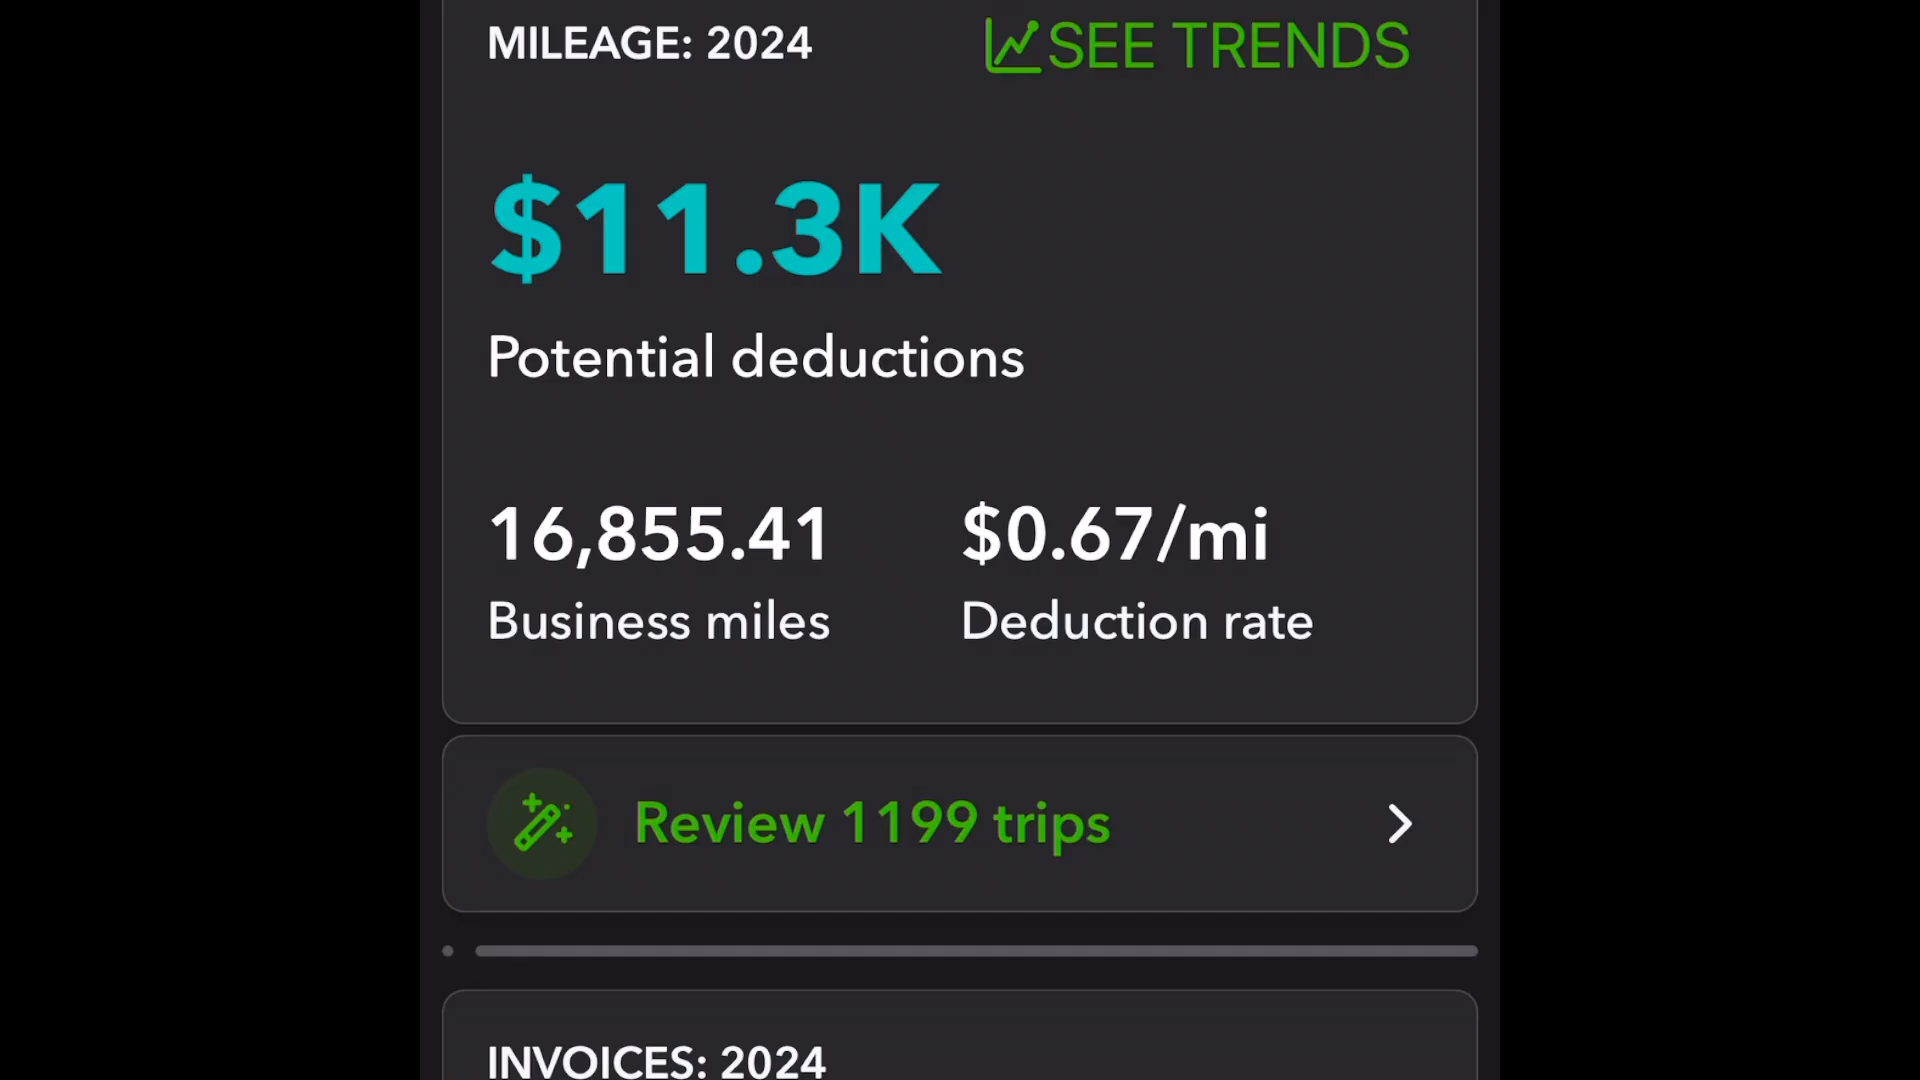 MILEAGE: 2024
SEE TRENDS
$11.3K
Potential deductions
16,855.41
$0.67/mi
Business miles
Deduction rate
Review 1199 trips
INVOICES: 2024